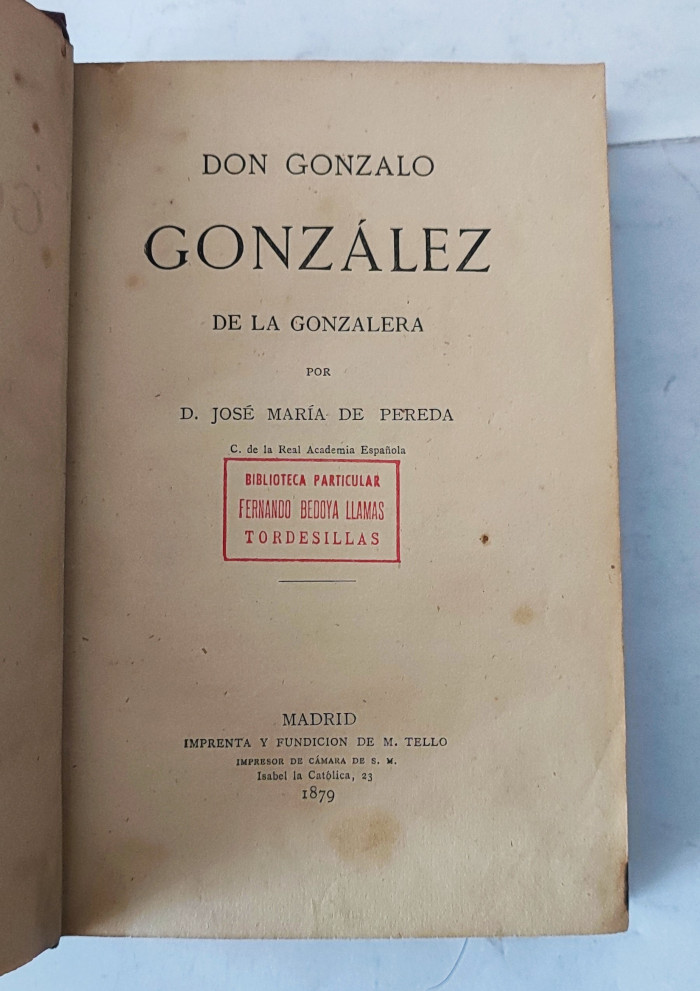 DON GONZALO
GONZÁLEZ
DE LA GONZALERA
POR
D. JOSÉ MARÍA DE PEREDA
C. de la Real Academia Española
BIBLIOTECA PARTICULAR
FERNANDO BEDOYA LLAMAS
TORDESILLAS
MADRID
IMPRENTA Y FUNDICION DE M. TELLO
IMPRESOR DE CÁMARA DE S. M.
Isabel la Católica, 23
1879